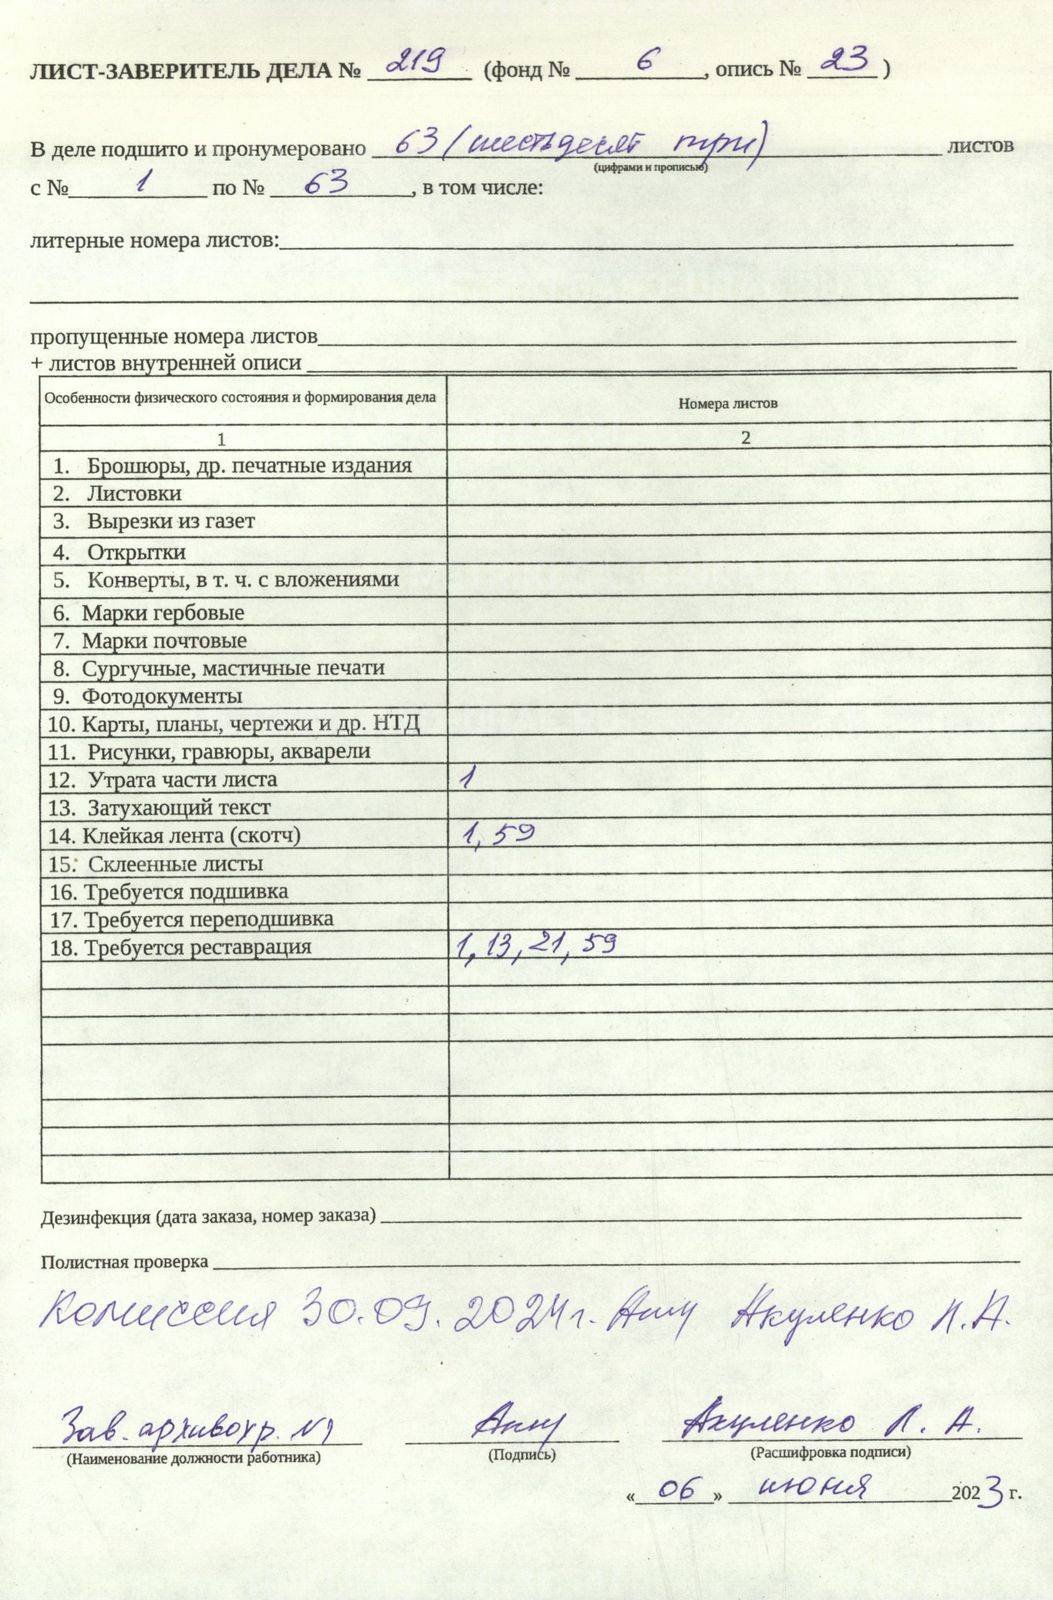 ЛИСТ-ЗАВЕРИТЕЛЬ ДЕЛА № 219 (фонд № 6, опись № 23 )
В деле подшито и пронумеровано 63 (шестьдесят три) листов
(цифрами и прописью)
с № 1 по № 63, в том числе:
литерные номера листов:
пропущенные номера листов
+ листов внутренней описи
Особенности физического состояния и формирования дела Номера листов
1 2
1. Брошюры, др. печатные издания
2. Листовки
3. Вырезки из газет
4. Открытки
5. Конверты, в т. ч. с вложениями
6. Марки гербовые
7. Марки почтовые
8. Сургучные, мастичные печати
9. Фотодокументы
10. Карты, планы, чертежи и др. НТД
11. Рисунки, гравюры, акварели
12. Утрата части листа 1
13. Затухающий текст
14. Клейкая лента (скотч) 1, 59
15. Склеенные листы
16. Требуется подшивка
17. Требуется переподшивка
18. Требуется реставрация 1, 13, 21, 59
Дезинфекция (дата заказа, номер заказа)
Полистная проверка
Комиссия 30.09.2024г. Акуленко Л.А.
Зав. архивохр. №1 Акуленко Л. А.
(Наименование должности работника) (Подпись) (Расшифровка подписи)
«06» июня 2023 г.